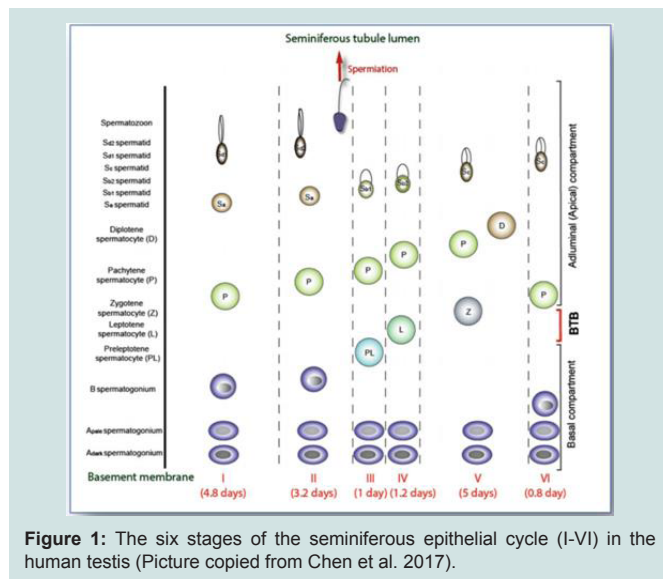 Seminiferous tubule lumen
Spermiation
Spermatozoon
Sd2 spermatid
Sd1 spermatid
Sc spermatid
Sb2 spermatid
Sb1 spermatid
Sa spermatid
Diplotene
spermatocyte (D)
Pachytene
spermatocyte (P)
Zygotene
spermatocyte (Z)
Leptotene
spermatocyte (L)
Preleptotene
spermatocyte (PL)
B spermatogonium
Apale spermatogonium
Adark spermatogonium
Basement membrane
Sa
Sa
Sb1
Sb2
Sc
D
P
P
P
P
P
P
Z
L
PL
Adluminal (Apical) compartment
BTB
Basal compartment
I II III IV V VI
(4.8 days) (3.2 days) (1 day) (1.2 days) (5 days) (0.8 day)
Figure 1: The six stages of the seminiferous epithelial cycle (I-VI) in the
human testis (Picture copied from Chen et al. 2017).